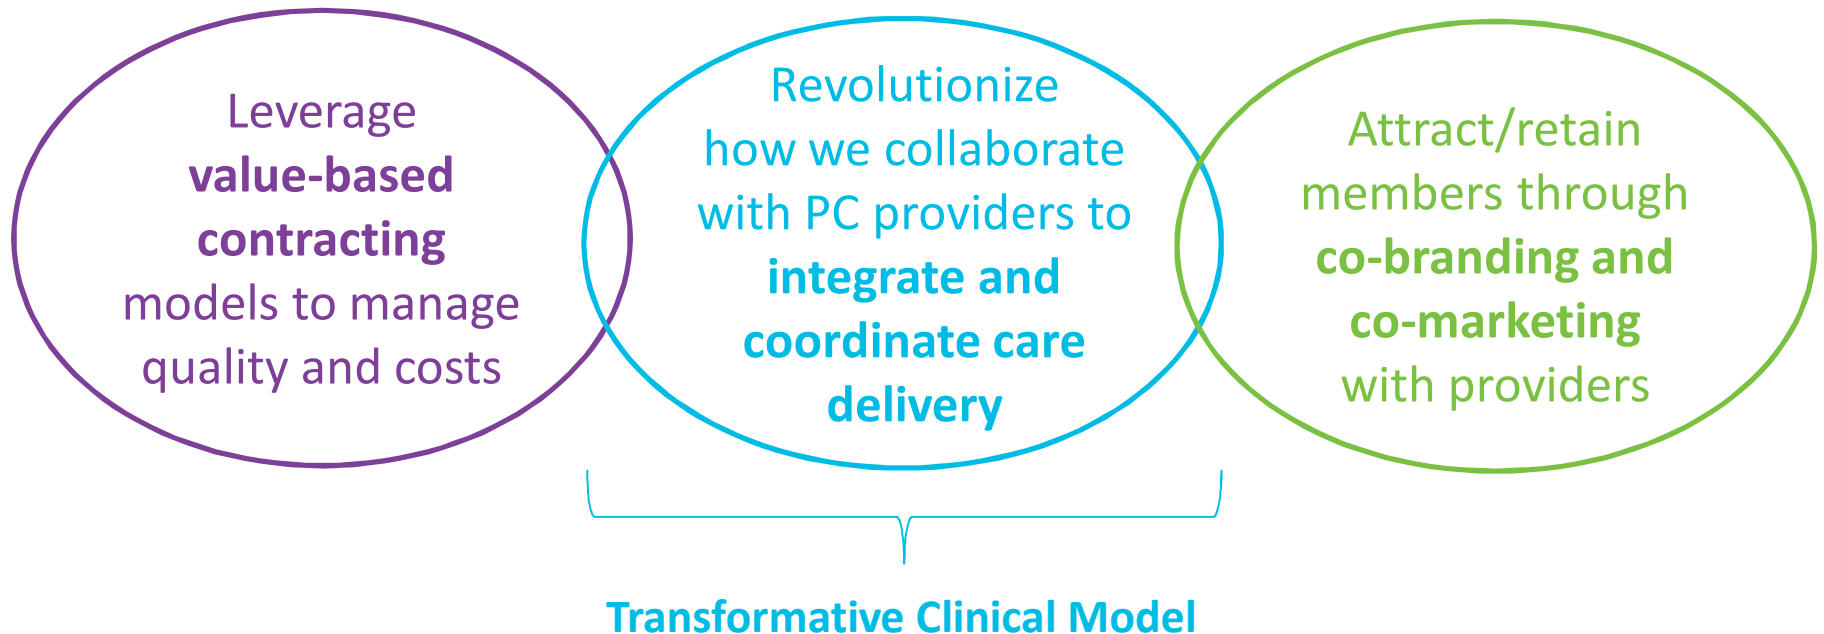 Leverage
value-based
contracting
models to manage
quality and costs
Revolutionize
how we collaborate
with PC providers to
integrate and
coordinate care
delivery
Attract/retain
members through
co-branding and
co-marketing
with providers
Transformative Clinical Model